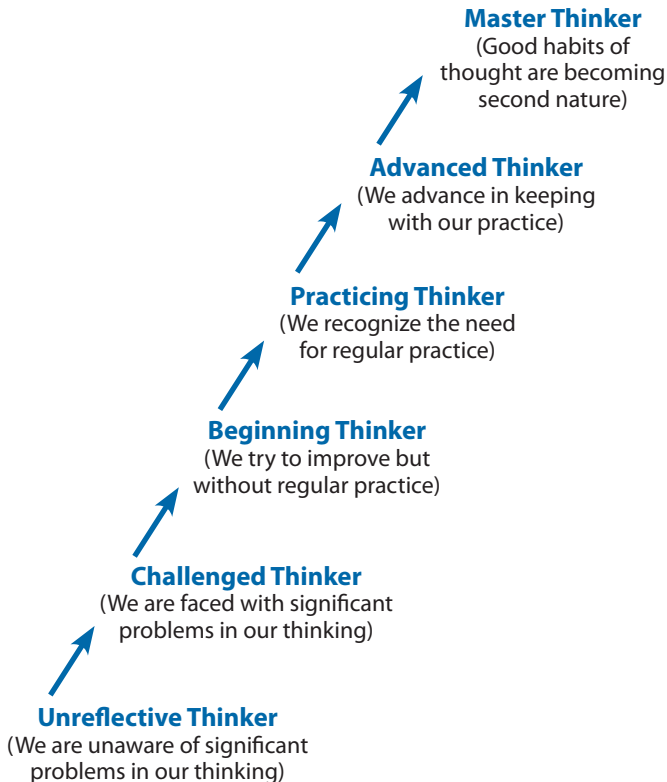 Master Thinker
(Good habits of
thought are becoming
second nature)
Advanced Thinker
(We advance in keeping
with our practice)
Practicing Thinker
(We recognize the need
for regular practice)
Beginning Thinker
(We try to improve but
without regular practice)
Challenged Thinker
(We are faced with significant
problems in our thinking)
Unreflective Thinker
(We are unaware of significant
problems in our thinking)